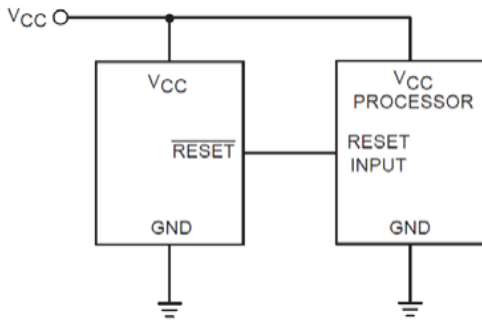 VCC
VCC
RESET
GND
VCC
PROCESSOR
RESET
INPUT
GND